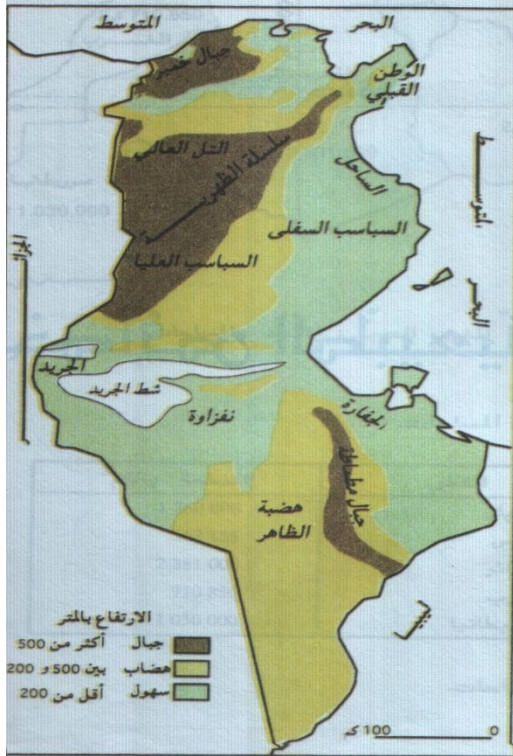 البحر
المتوسط
جبال خمير
الوطن
القبلي
التل العالي
سلسلة الظهرية
الساحل
المتوسط
السباسب السفلى
السباسب العليا
البحر
الجزائر
الجريد
شط الجريد
نفزاوة
الجفارة
جبال مطماطة
هضبة
الظاهر
ليبيا
الارتفاع بالمتر
جبال أكثر من 500
هضاب بين 500 و 200
سهول أقل من 200
0 100 كم